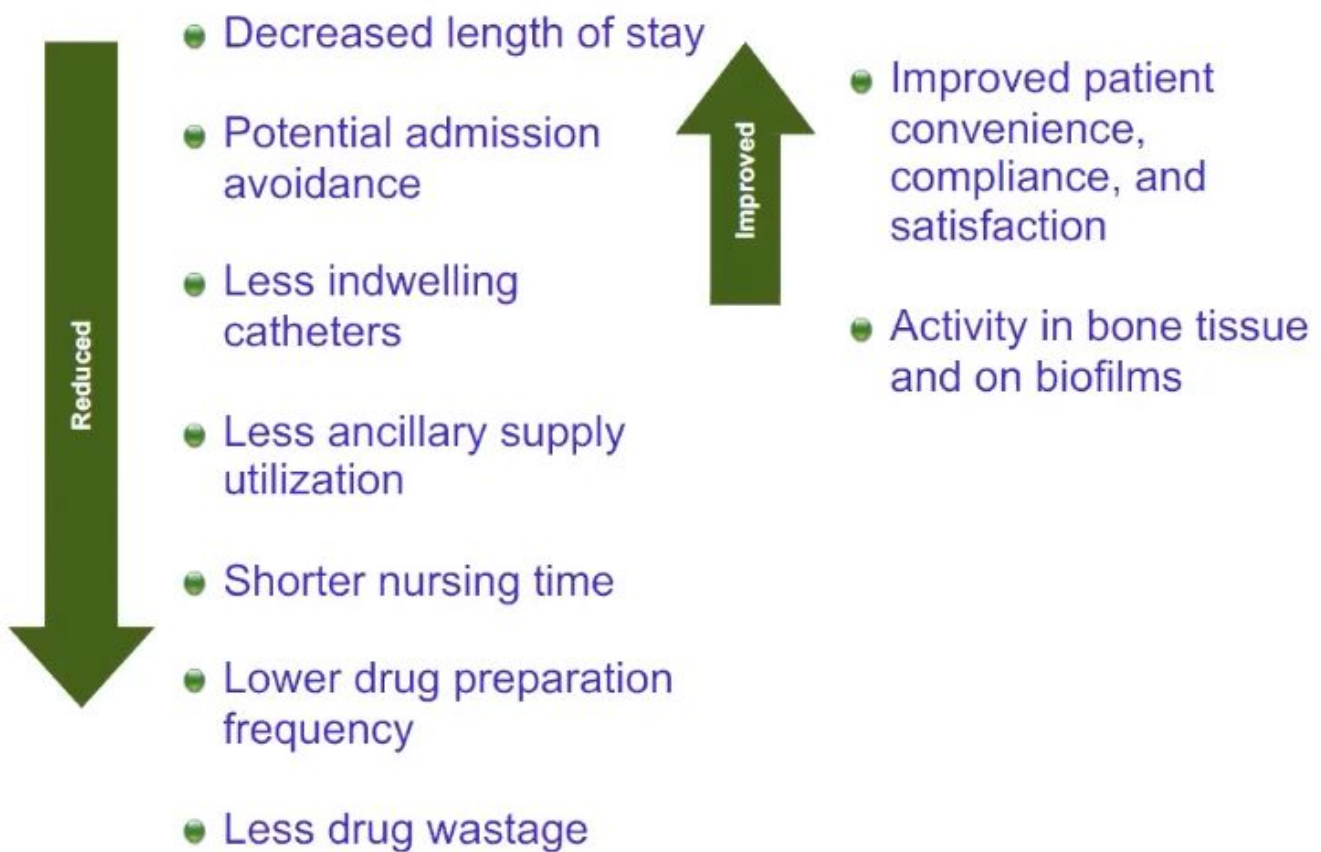 Reduced
Decreased length of stay
Potential admission
avoidance
Less indwelling
catheters
Less ancillary supply
utilization
Shorter nursing time
Lower drug preparation
frequency
Less drug wastage
Improved
Improved patient
convenience,
compliance, and
satisfaction
Activity in bone tissue
and on biofilms